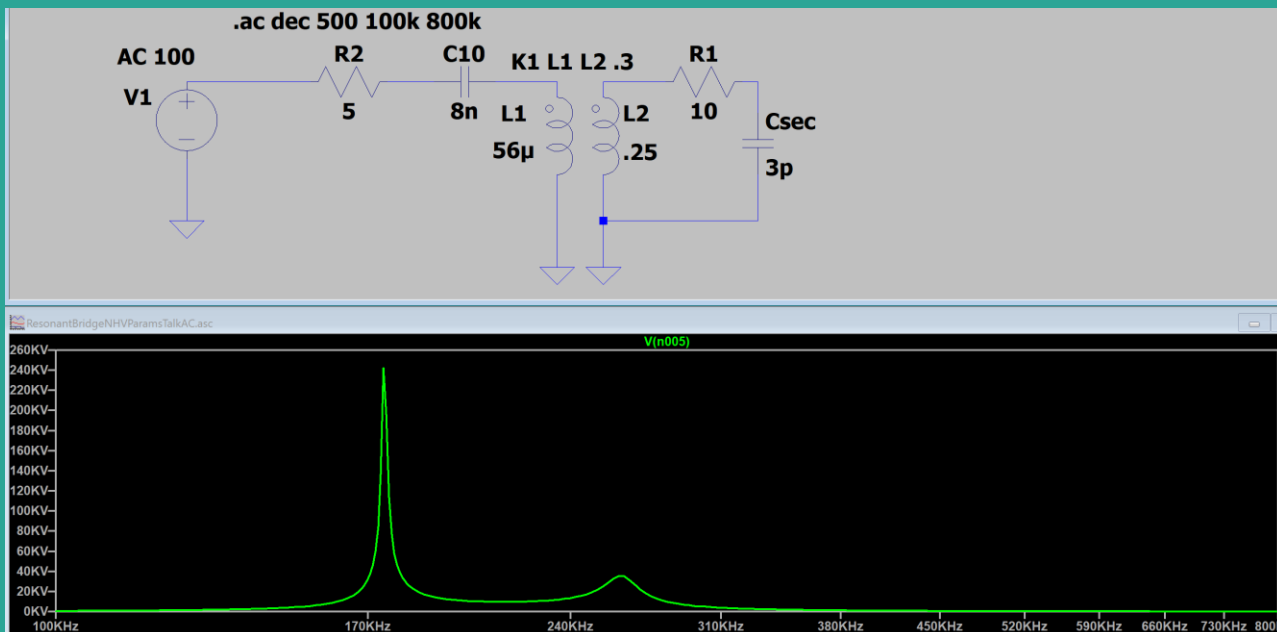 .ac dec 500 100k 800k
AC 100
R2
C10
K1 L1 L2 .3
R1
V1
5
8n
L1
L2
10
Csec
56µ
.25
3p
ResonantBridgeNHVParamsTalkAC.asc
V(n005)
260KV
240KV
220KV
200KV
180KV
160KV
140KV
120KV
100KV
80KV
60KV
40KV
20KV
0KV
100KHz 170KHz 240KHz 310KHz 380KHz 450KHz 520KHz 590KHz 660KHz 730KHz 800